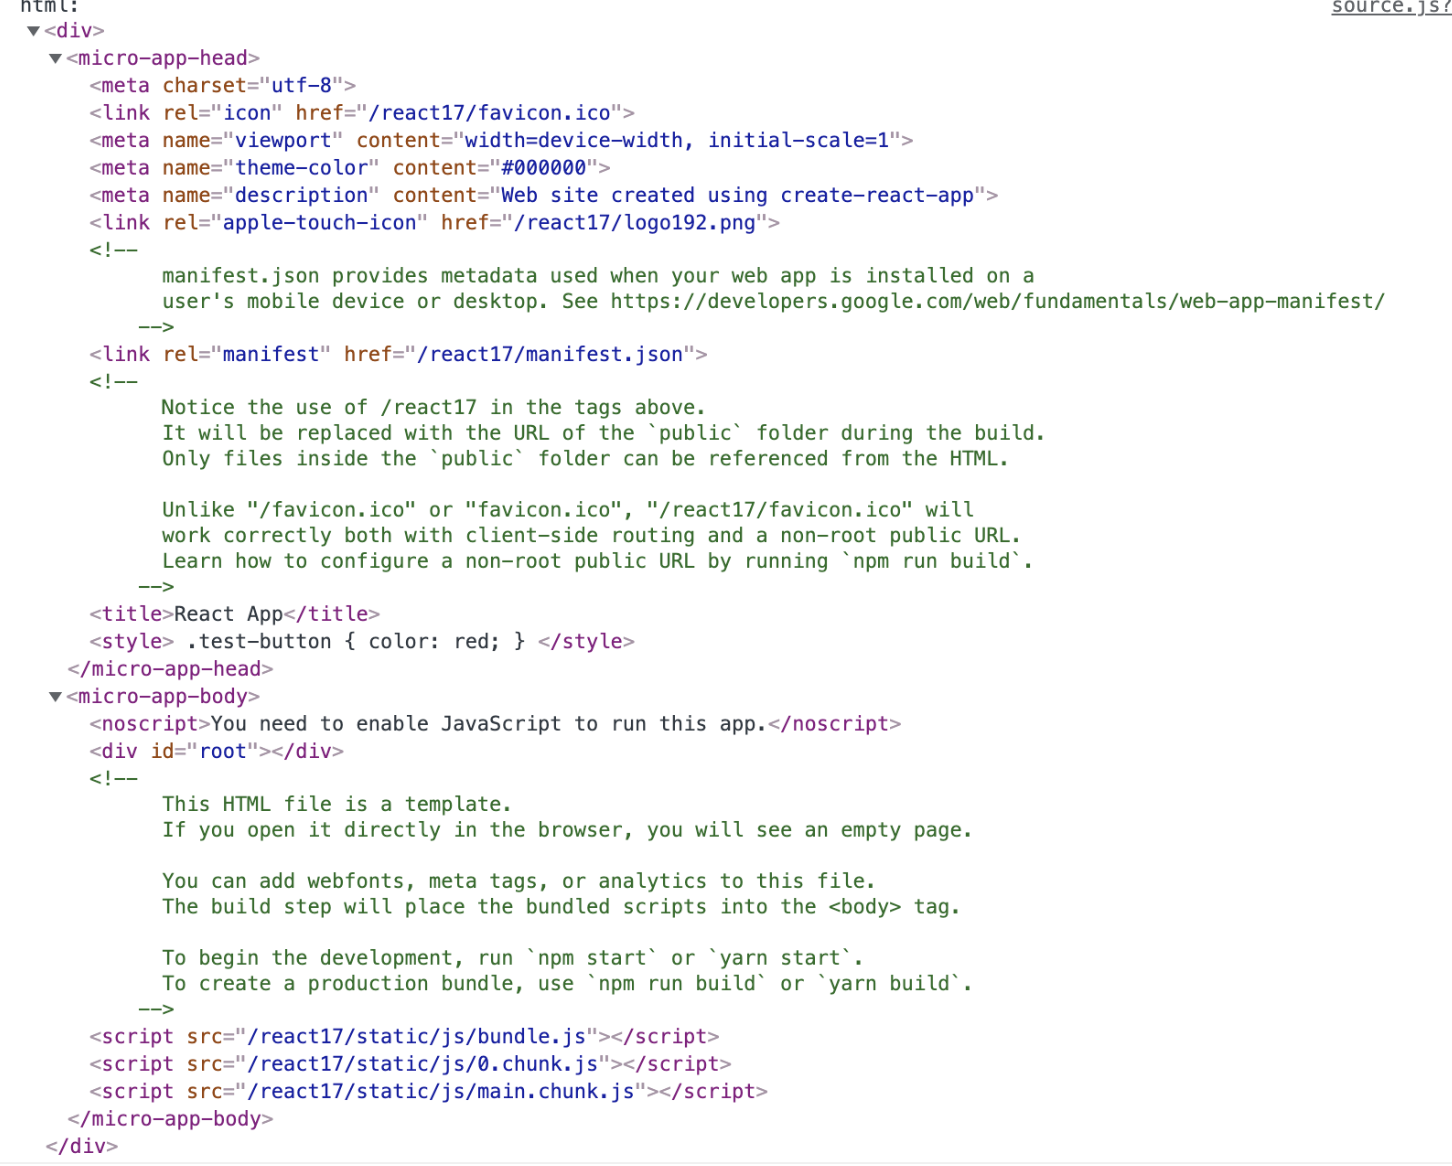 html:
source.js?
▼<div>
▼<micro-app-head>
<meta charset="utf-8">
<link rel="icon" href="/react17/favicon.ico">
<meta name="viewport" content="width=device-width, initial-scale=1">
<meta name="theme-color" content="#000000">
<meta name="description" content="Web site created using create-react-app">
<link rel="apple-touch-icon" href="/react17/logo192.png">
<!--
manifest.json provides metadata used when your web app is installed on a
user's mobile device or desktop. See https://developers.google.com/web/fundamentals/web-app-manifest/
-->
<link rel="manifest" href="/react17/manifest.json">
<!--
Notice the use of /react17 in the tags above.
It will be replaced with the URL of the `public` folder during the build.
Only files inside the `public` folder can be referenced from the HTML.

Unlike "/favicon.ico" or "favicon.ico", "/react17/favicon.ico" will
work correctly both with client-side routing and a non-root public URL.
Learn how to configure a non-root public URL by running `npm run build`.
-->
<title>React App</title>
<style> .test-button { color: red; } </style>
</micro-app-head>
▼<micro-app-body>
<noscript>You need to enable JavaScript to run this app.</noscript>
<div id="root"></div>
<!--
This HTML file is a template.
If you open it directly in the browser, you will see an empty page.

You can add webfonts, meta tags, or analytics to this file.
The build step will place the bundled scripts into the <body> tag.

To begin the development, run `npm start` or `yarn start`.
To create a production bundle, use `npm run build` or `yarn build`.
-->
<script src="/react17/static/js/bundle.js"></script>
<script src="/react17/static/js/0.chunk.js"></script>
<script src="/react17/static/js/main.chunk.js"></script>
</micro-app-body>
</div>